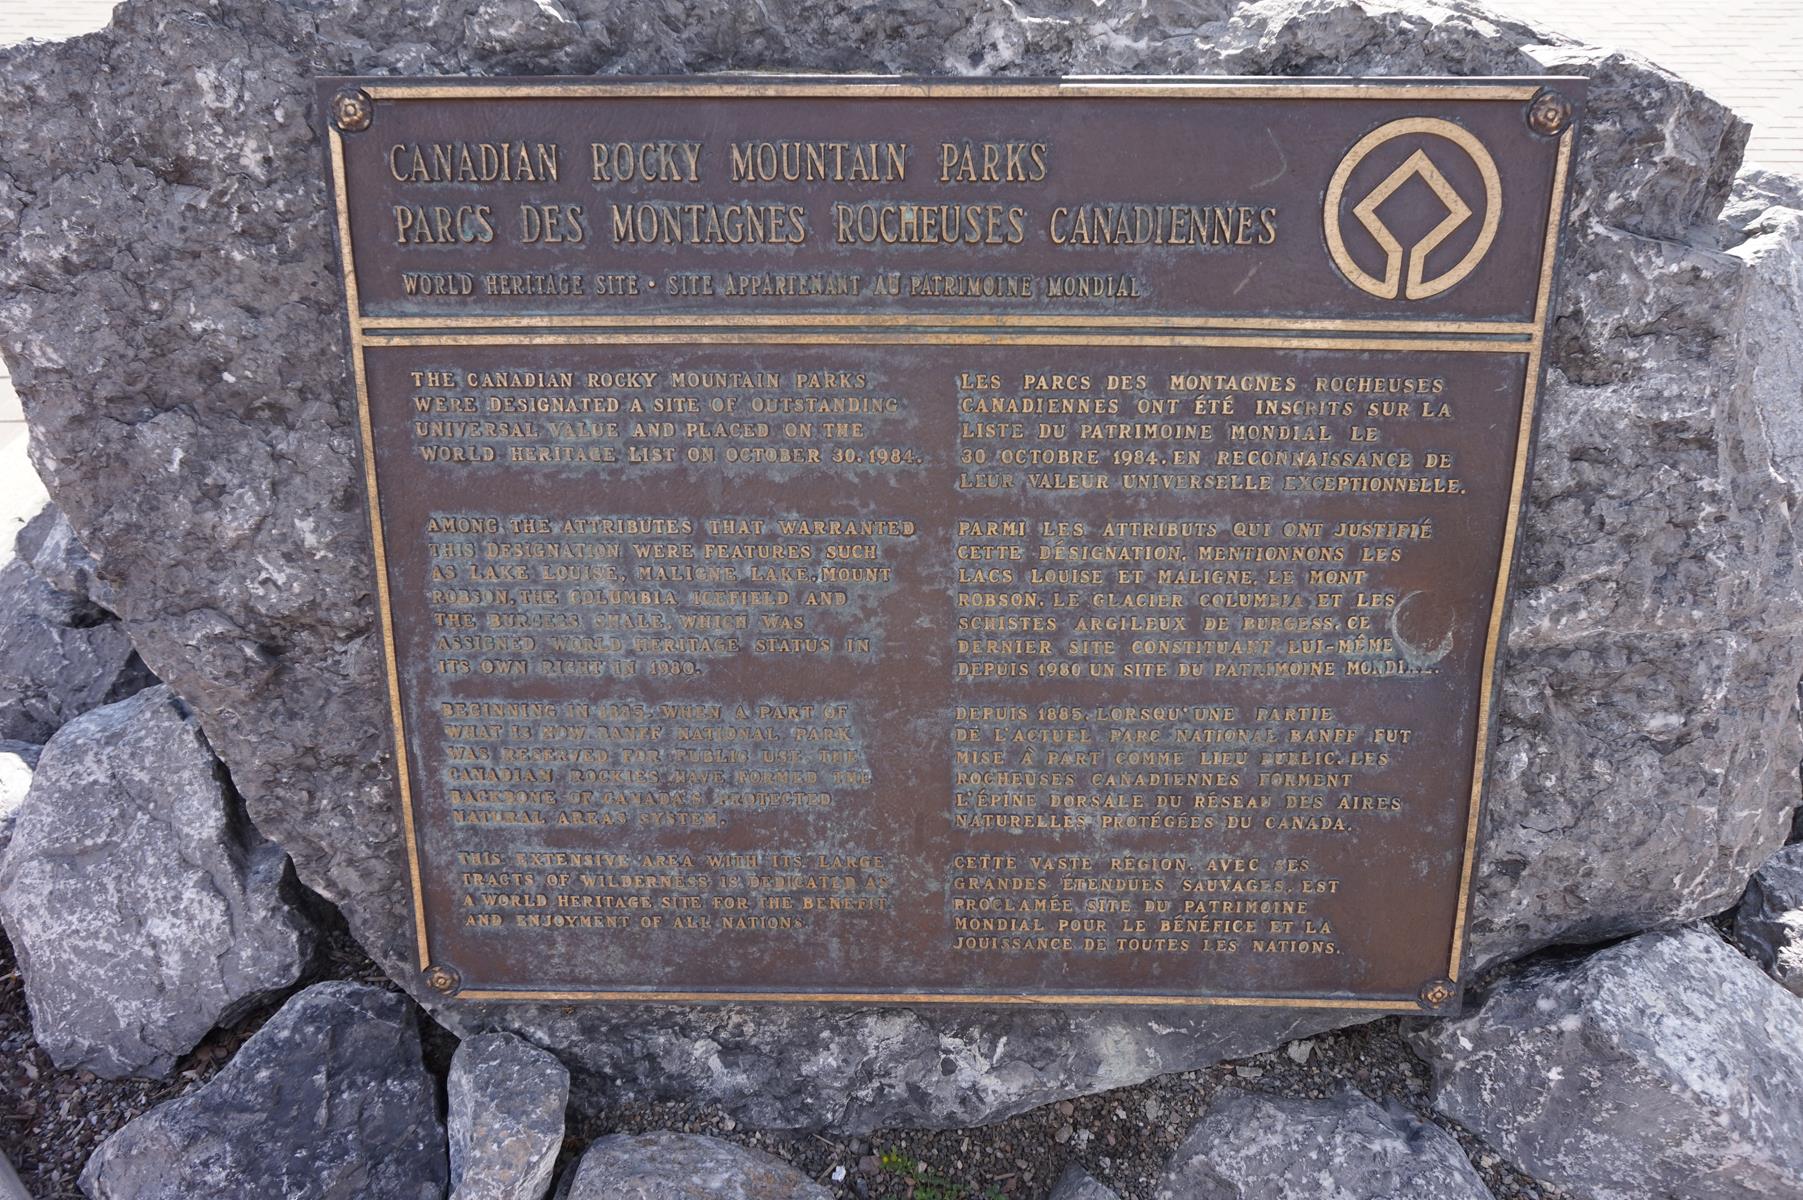 CANADIAN ROCKY MOUNTAIN PARKS
PARCS DES MONTAGNES ROCHEUSES CANADIENNES
WORLD HERITAGE SITE · SITE APPARTENANT AU PATRIMOINE MONDIAL
THE CANADIAN ROCKY MOUNTAIN PARKS
WERE DESIGNATED A SITE OF OUTSTANDING
UNIVERSAL VALUE AND PLACED ON THE
WORLD HERITAGE LIST ON OCTOBER 30, 1984.
AMONG THE ATTRIBUTES THAT WARRANTED
THIS DESIGNATION WERE FEATURES SUCH
AS LAKE LOUISE, MALIGNE LAKE, MOUNT
ROBSON, THE COLUMBIA ICEFIELD AND
THE BURGESS SHALE, WHICH WAS
ASSIGNED WORLD HERITAGE STATUS IN
ITS OWN RIGHT IN 1980.
BEGINNING IN 1885, WHEN A PART OF
WHAT IS NOW BANFF NATIONAL PARK
WAS RESERVED FOR PUBLIC USE, THE
CANADIAN ROCKIES HAVE FORMED THE
BACKBONE OF CANADA'S PROTECTED
NATURAL AREAS SYSTEM.
THIS EXTENSIVE AREA WITH ITS LARGE
TRACTS OF WILDERNESS IS DEDICATED AS
A WORLD HERITAGE SITE FOR THE BENEFIT
AND ENJOYMENT OF ALL NATIONS.
LES PARCS DES MONTAGNES ROCHEUSES
CANADIENNES ONT ÉTÉ INSCRITS SUR LA
LISTE DU PATRIMOINE MONDIAL LE
30 OCTOBRE 1984, EN RECONNAISSANCE DE
LEUR VALEUR UNIVERSELLE EXCEPTIONNELLE.
PARMI LES ATTRIBUTS QUI ONT JUSTIFIÉ
CETTE DÉSIGNATION, MENTIONNONS LES
LACS LOUISE ET MALIGNE, LE MONT
ROBSON, LE GLACIER COLUMBIA ET LES
SCHISTES ARGILEUX DE BURGESS, CE
DERNIER SITE CONSTITUANT LUI-MÊME
DEPUIS 1980 UN SITE DU PATRIMOINE MONDIAL.
DEPUIS 1885, LORSQU'UNE PARTIE
DE L'ACTUEL PARC NATIONAL BANFF FUT
MISE À PART COMME LIEU PUBLIC, LES
ROCHEUSES CANADIENNES FORMENT
L'ÉPINE DORSALE DU RÉSEAU DES AIRES
NATURELLES PROTÉGÉES DU CANADA.
CETTE VASTE RÉGION, AVEC SES
GRANDES ÉTENDUES SAUVAGES, EST
PROCLAMÉE SITE DU PATRIMOINE
MONDIAL POUR LE BÉNÉFICE ET LA
JOUISSANCE DE TOUTES LES NATIONS.